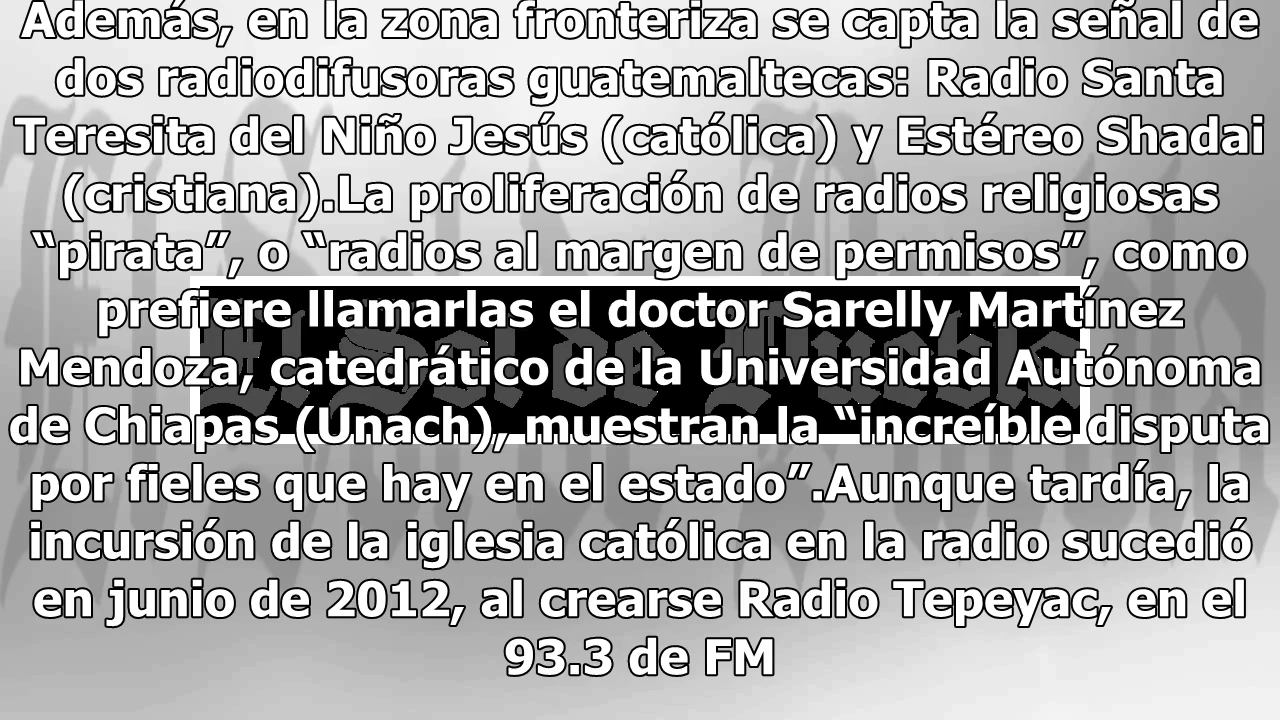 Además, en la zona fronteriza se capta la señal de
dos radiodifusoras guatemaltecas: Radio Santa
Teresita del Niño Jesús (católica) y Estéreo Shadai
(cristiana).La proliferación de radios religiosas
“pirata”, o “radios al margen de permisos”, como
prefiere llamarlas el doctor Sarelly Martínez
Mendoza, catedrático de la Universidad Autónoma
de Chiapas (Unach), muestran la “increíble disputa
por fieles que hay en el estado”.Aunque tardía, la
incursión de la iglesia católica en la radio sucedió
en junio de 2012, al crearse Radio Tepeyac, en el
93.3 de FM
El Sol de Puebla